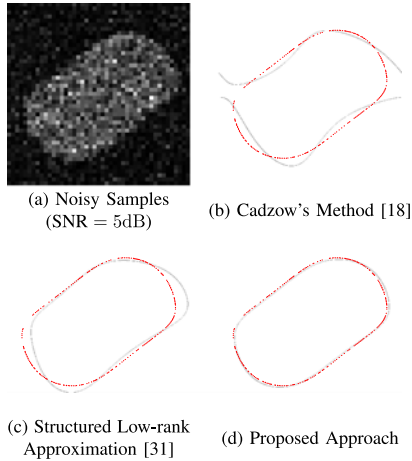 (a) Noisy Samples
(SNR = 5dB)
(b) Cadzow's Method [18]
(c) Structured Low-rank
Approximation [31]
(d) Proposed Approach